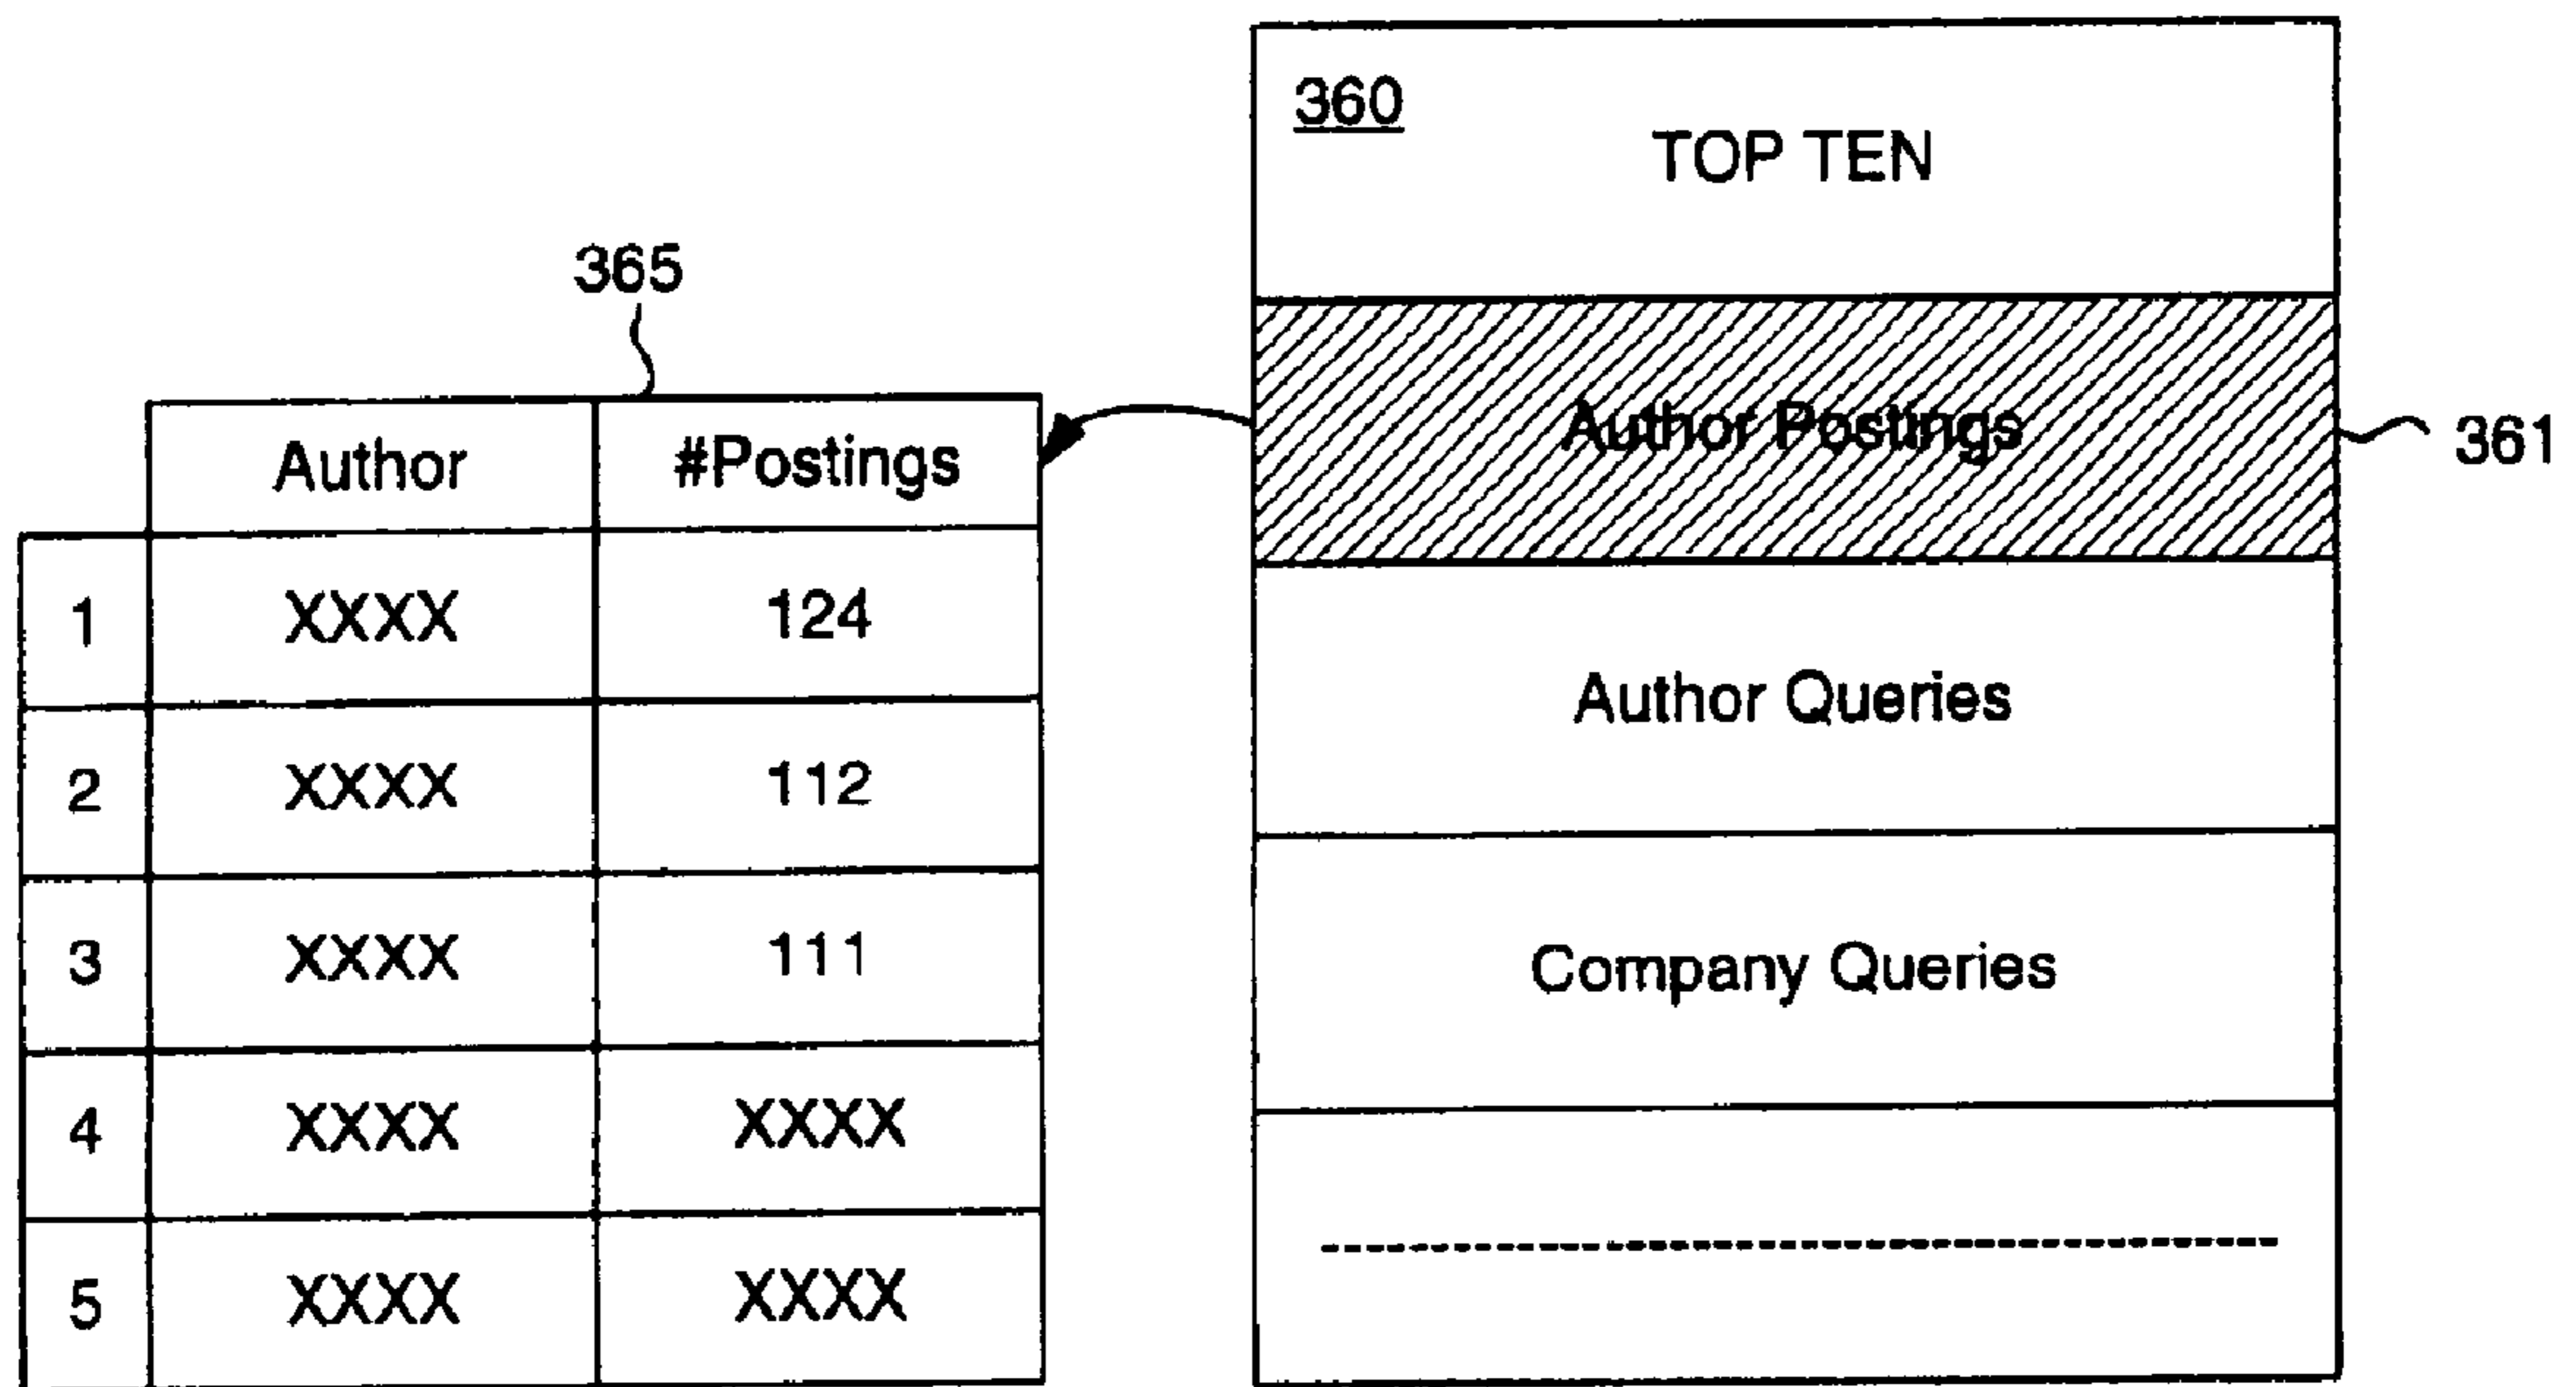 365
Author #Postings
1 XXXX 124
2 XXXX 112
3 XXXX 111
4 XXXX XXXX
5 XXXX XXXX
360
TOP TEN
Author Postings
361
Author Queries
Company Queries